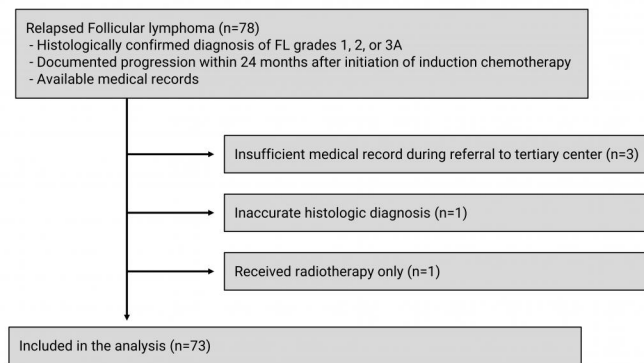 Relapsed Follicular lymphoma (n=78)
- Histologically confirmed diagnosis of FL grades 1, 2, or 3A
- Documented progression within 24 months after initiation of induction chemotherapy
- Available medical records
Insufficient medical record during referral to tertiary center (n=3)
Inaccurate histologic diagnosis (n=1)
Received radiotherapy only (n=1)
Included in the analysis (n=73)